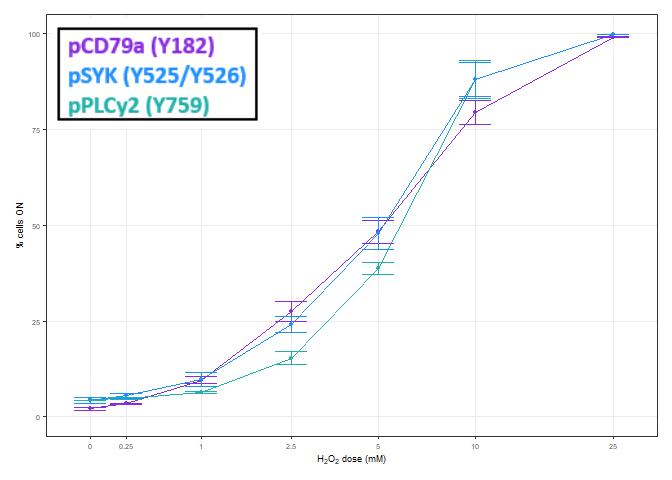 pCD79a (Y182)
pSYK (Y525/Y526)
pPLCy2 (Y759)
100
75
50
25
0
% cells ON
0 0.25 1 2.5 5 10 25
H₂O₂ dose (mM)